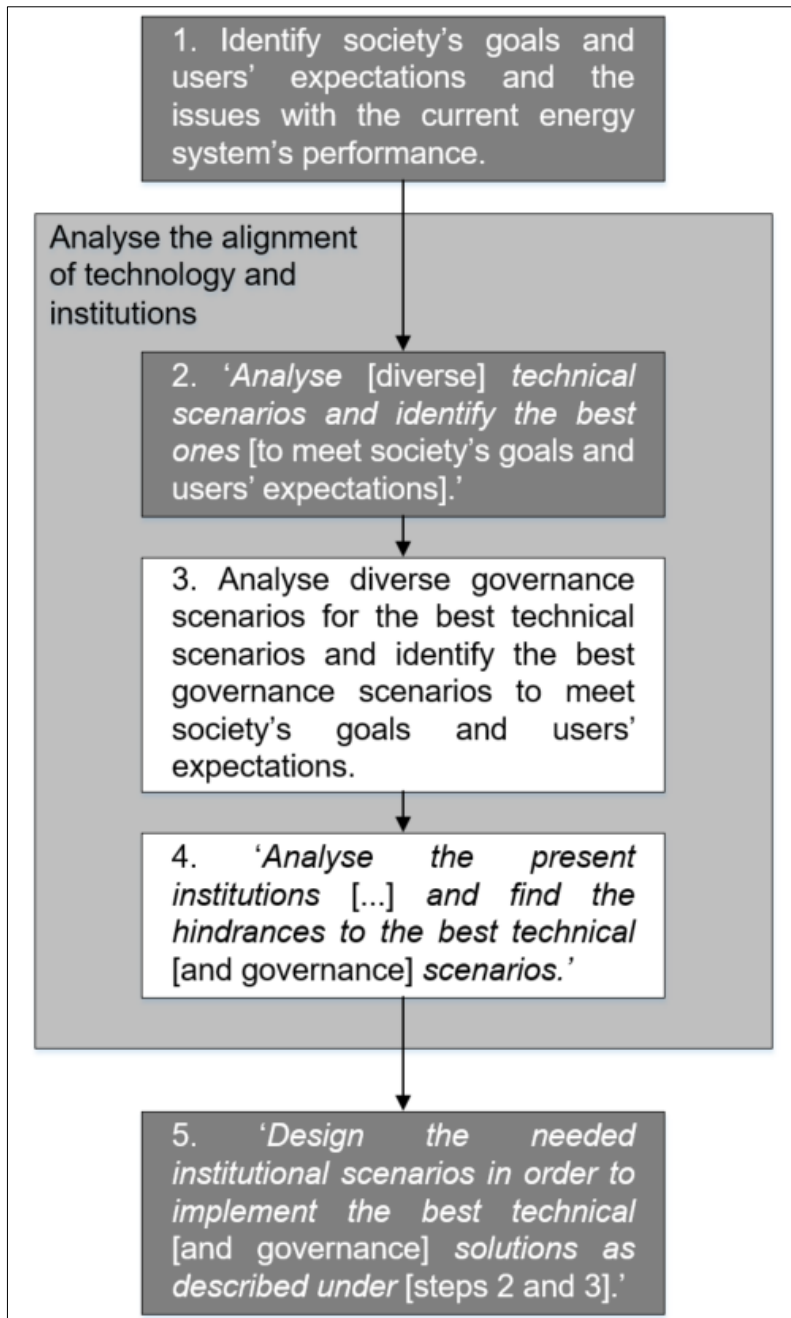 1. Identify society's goals and
users' expectations and the
issues with the current energy
system's performance.
Analyse the alignment
of technology and
institutions
2. ‘Analyse [diverse] technical
scenarios and identify the best
ones [to meet society's goals and
users' expectations].’
3. Analyse diverse governance
scenarios for the best technical
scenarios and identify the best
governance scenarios to meet
society's goals and users'
expectations.
4. ‘Analyse the present
institutions [...] and find the
hindrances to the best technical
[and governance] scenarios.’
5. ‘Design the needed
institutional scenarios in order to
implement the best technical
[and governance] solutions as
described under [steps 2 and 3].’